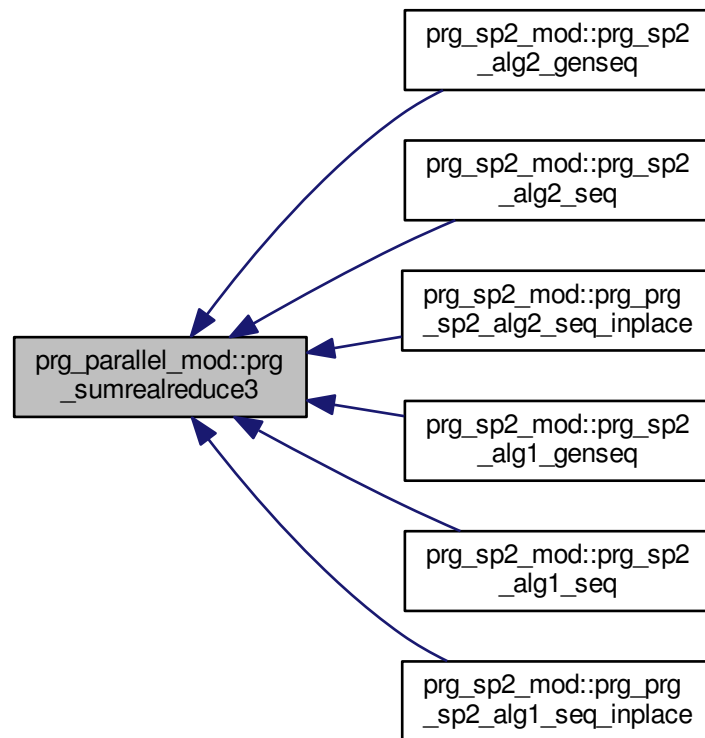 prg_sp2_mod::prg_sp2
_alg2_genseq
prg_sp2_mod::prg_sp2
_alg2_seq
prg_sp2_mod::prg_prg
_sp2_alg2_seq_inplace
prg_parallel_mod::prg
_sumrealreduce3
prg_sp2_mod::prg_sp2
_alg1_genseq
prg_sp2_mod::prg_sp2
_alg1_seq
prg_sp2_mod::prg_prg
_sp2_alg1_seq_inplace